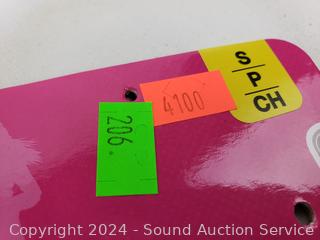 S
P
CH
4100
206.
Copyright 2024 - Sound Auction Service